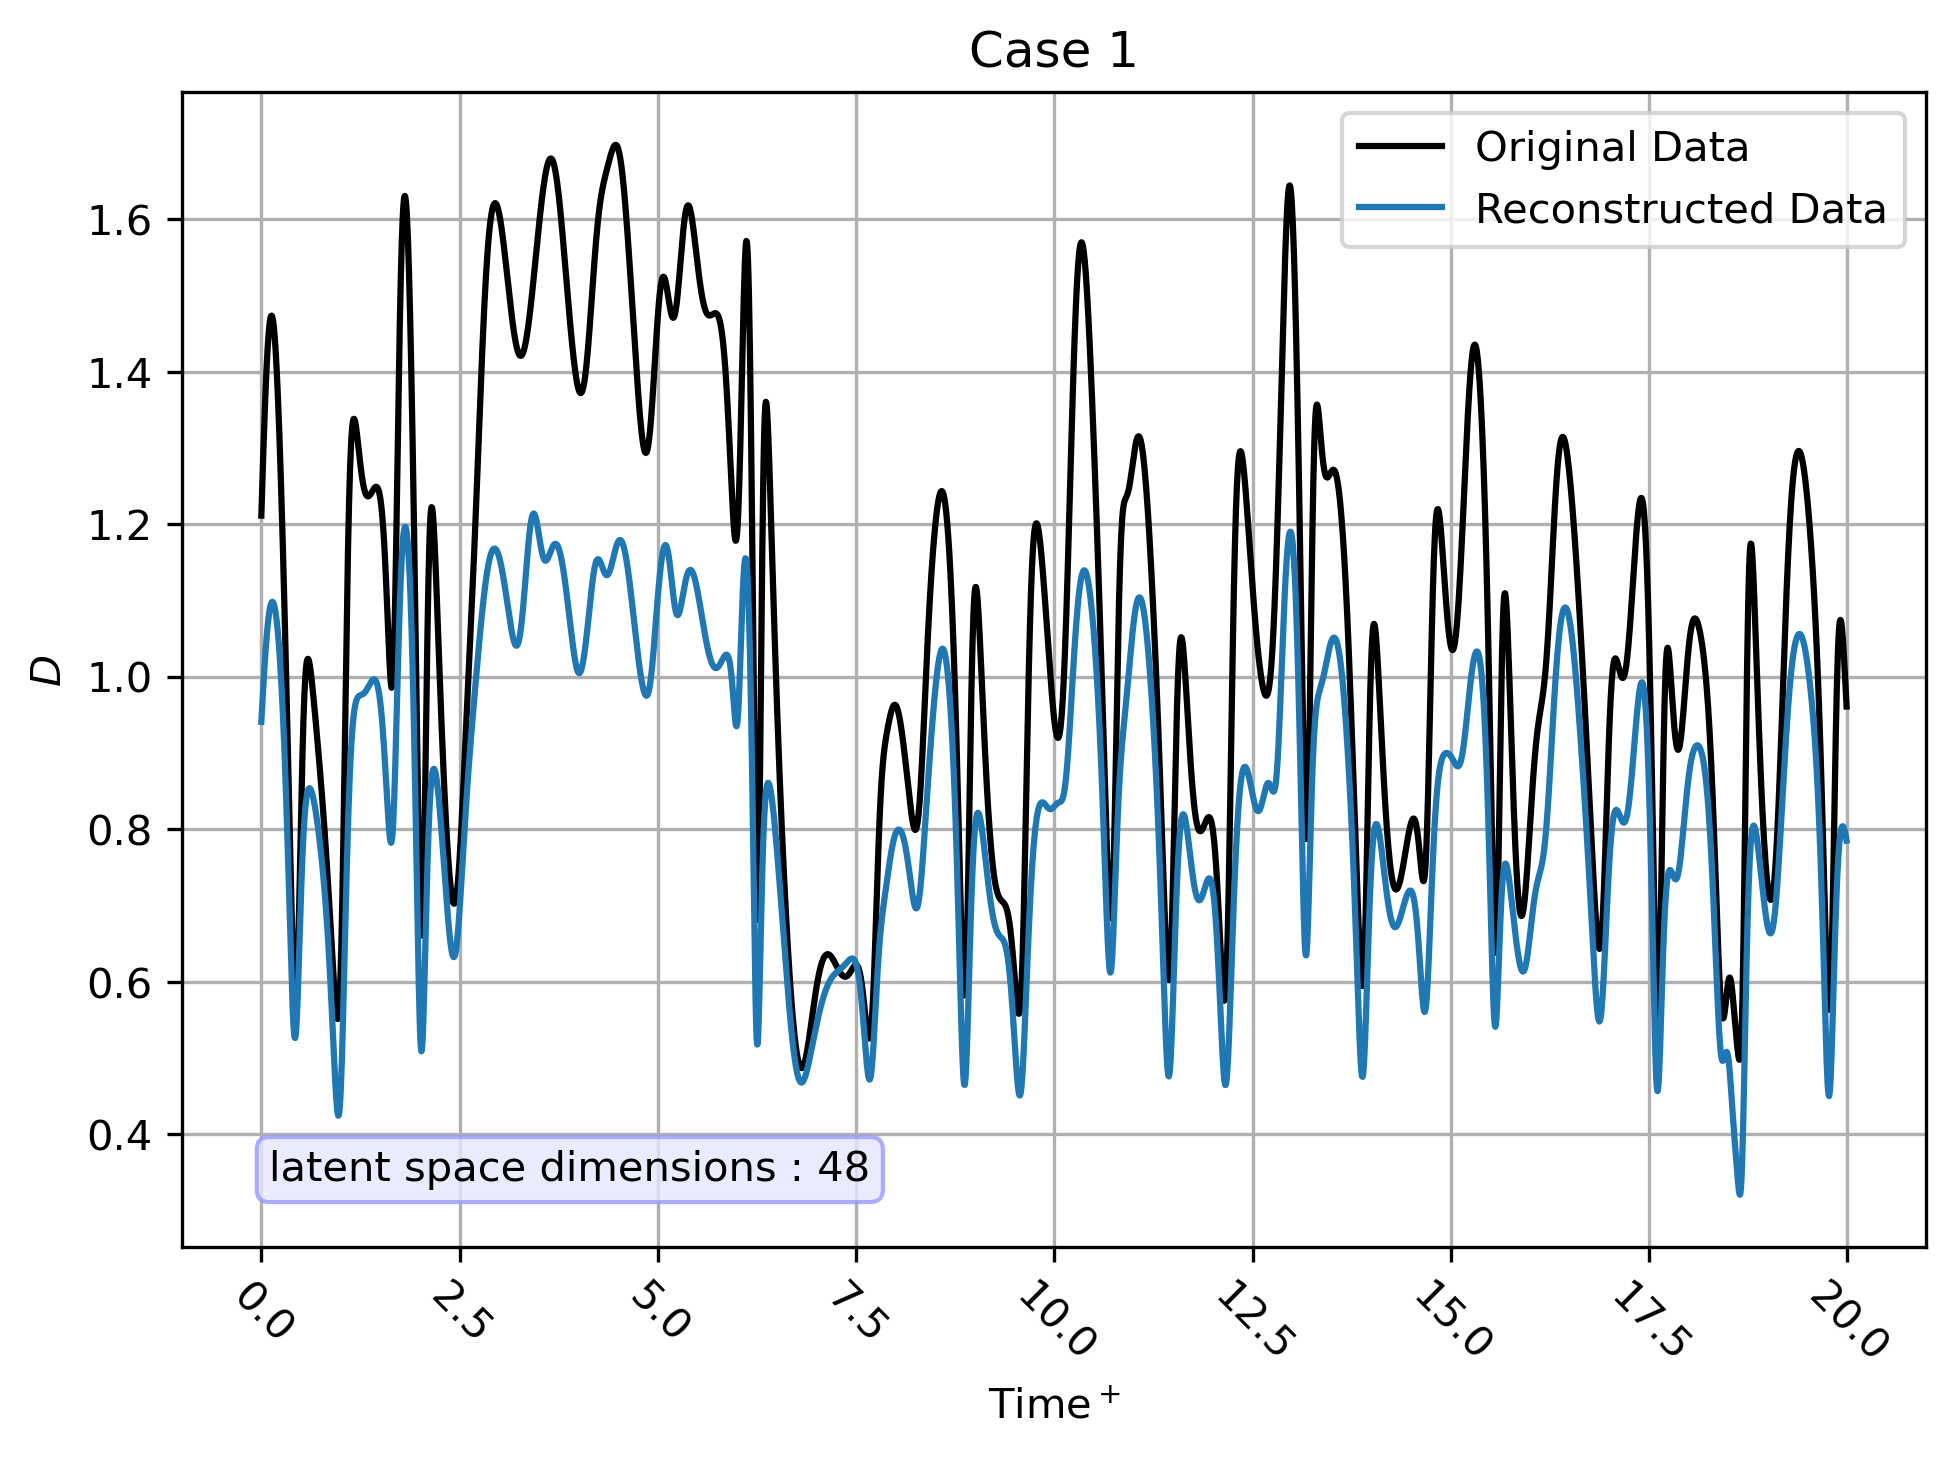 Case 1
Original Data
Reconstructed Data
D
1.6
1.4
1.2
1.0
0.8
0.6
0.4
latent space dimensions : 48
0.0
2.5
5.0
7.5
10.0
12.5
15.0
17.5
20.0
Time⁺